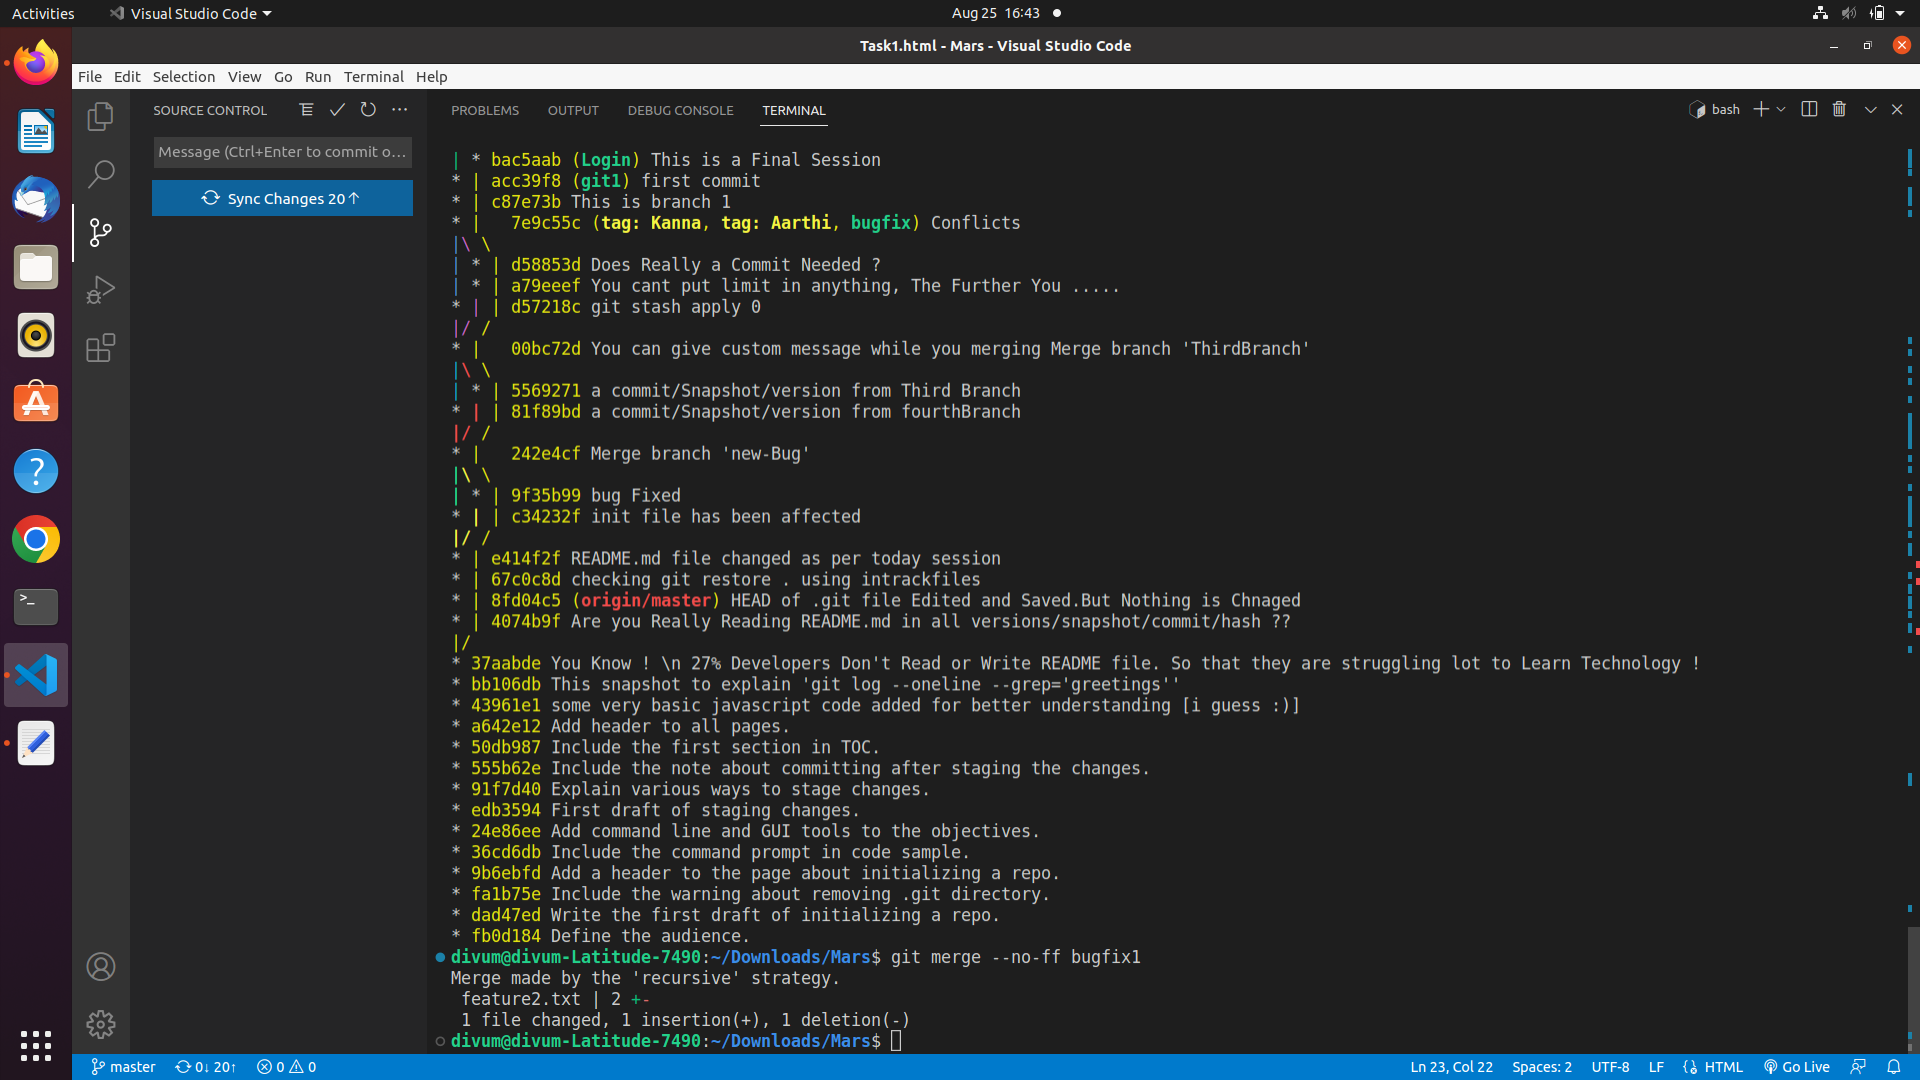 Activities Visual Studio Code Aug 25 16:43
Task1.html - Mars - Visual Studio Code
File Edit Selection View Go Run Terminal Help
SOURCE CONTROL
PROBLEMS OUTPUT DEBUG CONSOLE TERMINAL bash
Message (Ctrl+Enter to commit o...
Sync Changes 20↑
| * bac5aab (Login) This is a Final Session
* | acc39f8 (git1) first commit
* | c87e73b This is branch 1
* |   7e9c55c (tag: Kanna, tag: Aarthi, bugfix) Conflicts
|\ \
| * | d58853d Does Really a Commit Needed ?
| * | a79eeef You cant put limit in anything, The Further You .....
* | | d57218c git stash apply 0
|/ /
* |   00bc72d You can give custom message while you merging Merge branch 'ThirdBranch'
|\ \
| * | 5569271 a commit/Snapshot/version from Third Branch
* | | 81f89bd a commit/Snapshot/version from fourthBranch
|/ /
* |   242e4cf Merge branch 'new-Bug'
|\ \
| * | 9f35b99 bug Fixed
* | | c34232f init file has been affected
|/ /
* | e414f2f README.md file changed as per today session
* | 67c0c8d checking git restore . using intrackfiles
* | 8fd04c5 (origin/master) HEAD of .git file Edited and Saved.But Nothing is Chnaged
* | 4074b9f Are you Really Reading README.md in all versions/snapshot/commit/hash ??
|/
* 37aabde You Know ! \n 27% Developers Don't Read or Write README file. So that they are struggling lot to Learn Technology !
* bb106db This snapshot to explain 'git log --oneline --grep='greetings''
* 43961e1 some very basic javascript code added for better understanding [i guess :)]
* a642e12 Add header to all pages.
* 50db987 Include the first section in TOC.
* 555b62e Include the note about committing after staging the changes.
* 91f7d40 Explain various ways to stage changes.
* edb3594 First draft of staging changes.
* 24e86ee Add command line and GUI tools to the objectives.
* 36cd6db Include the command prompt in code sample.
* 9b6ebfd Add a header to the page about initializing a repo.
* fa1b75e Include the warning about removing .git directory.
* dad47ed Write the first draft of initializing a repo.
* fb0d184 Define the audience.
divum@divum-Latitude-7490:~/Downloads/Mars$ git merge --no-ff bugfix1
Merge made by the 'recursive' strategy.
 feature2.txt | 2 +-
 1 file changed, 1 insertion(+), 1 deletion(-)
divum@divum-Latitude-7490:~/Downloads/Mars$
master 0↓ 20↑ 0 0 Ln 23, Col 22 Spaces: 2 UTF-8 LF HTML Go Live